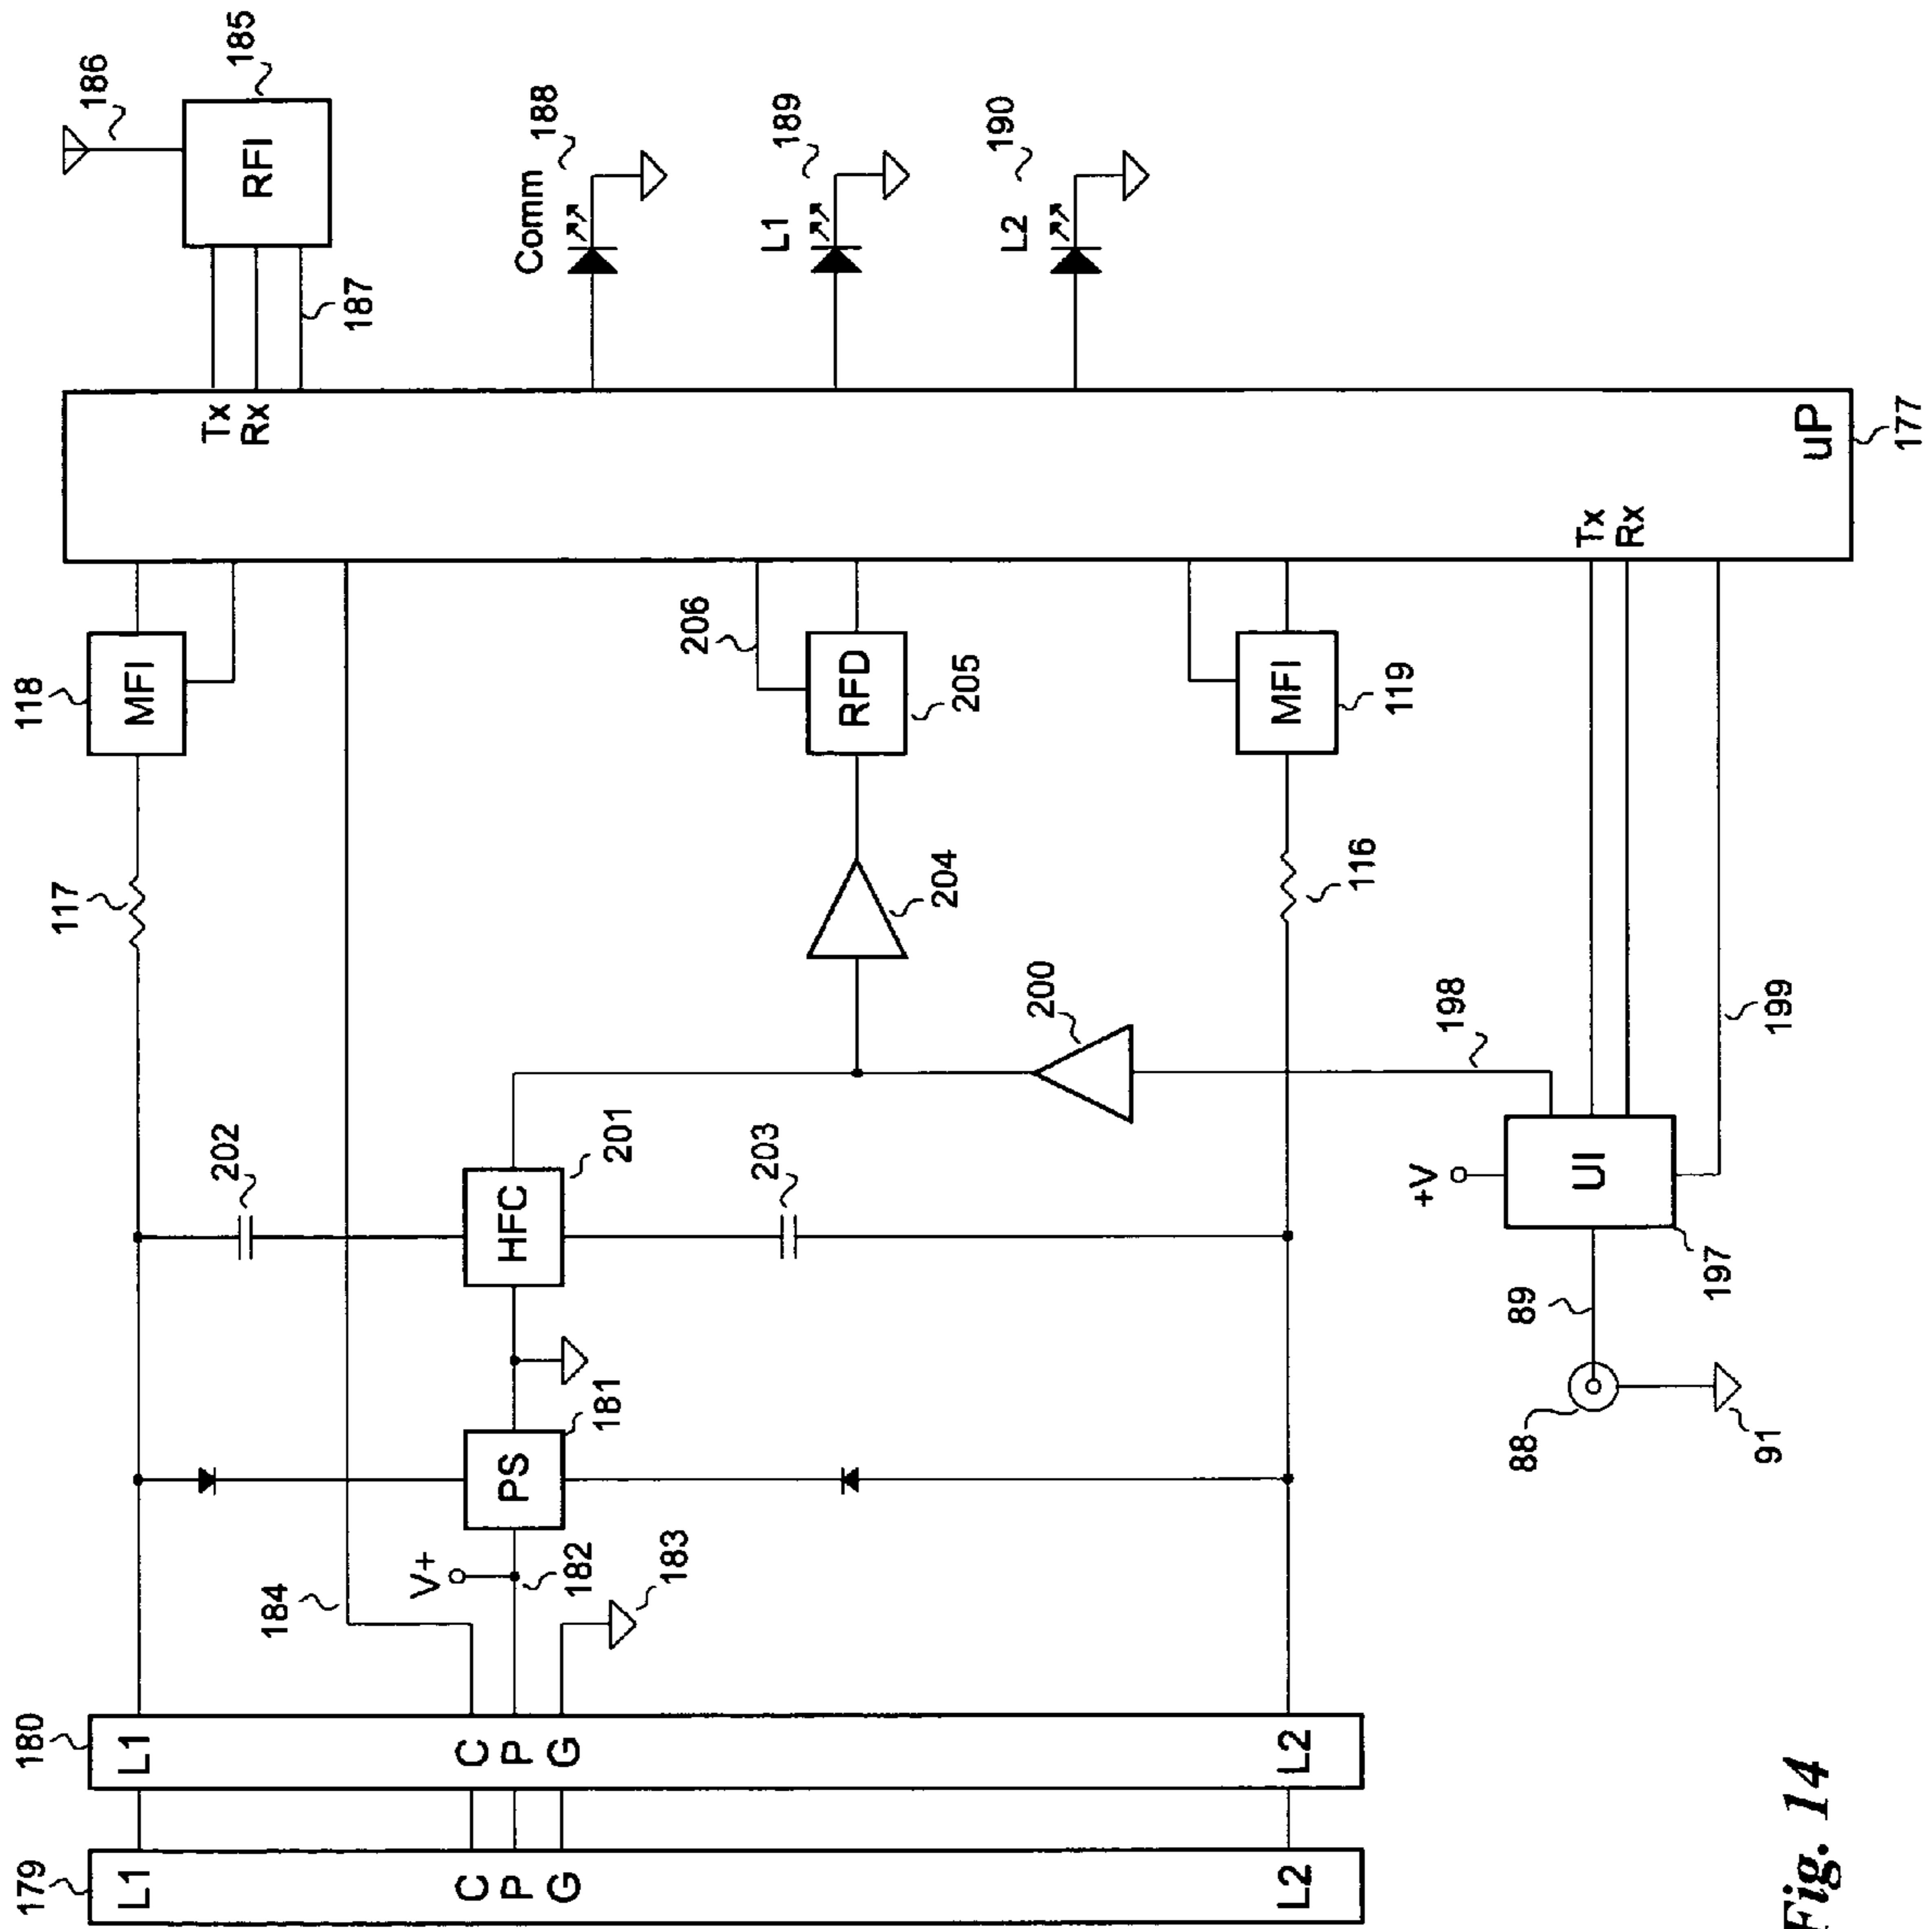 186
185
RFI
187
Comm
188
L1
189
L2
190
Tx
Rx
Tx
Rx
uP
177
118
MFI
117
206
RFD
205
204
MFI
119
116
200
198
199
202
HFC
201
203
+V
UI
197
89
88
91
181
PS
V+
182
183
184
180
L1
C
P
G
L2
179
L1
C
P
G
L2
Fig. 14